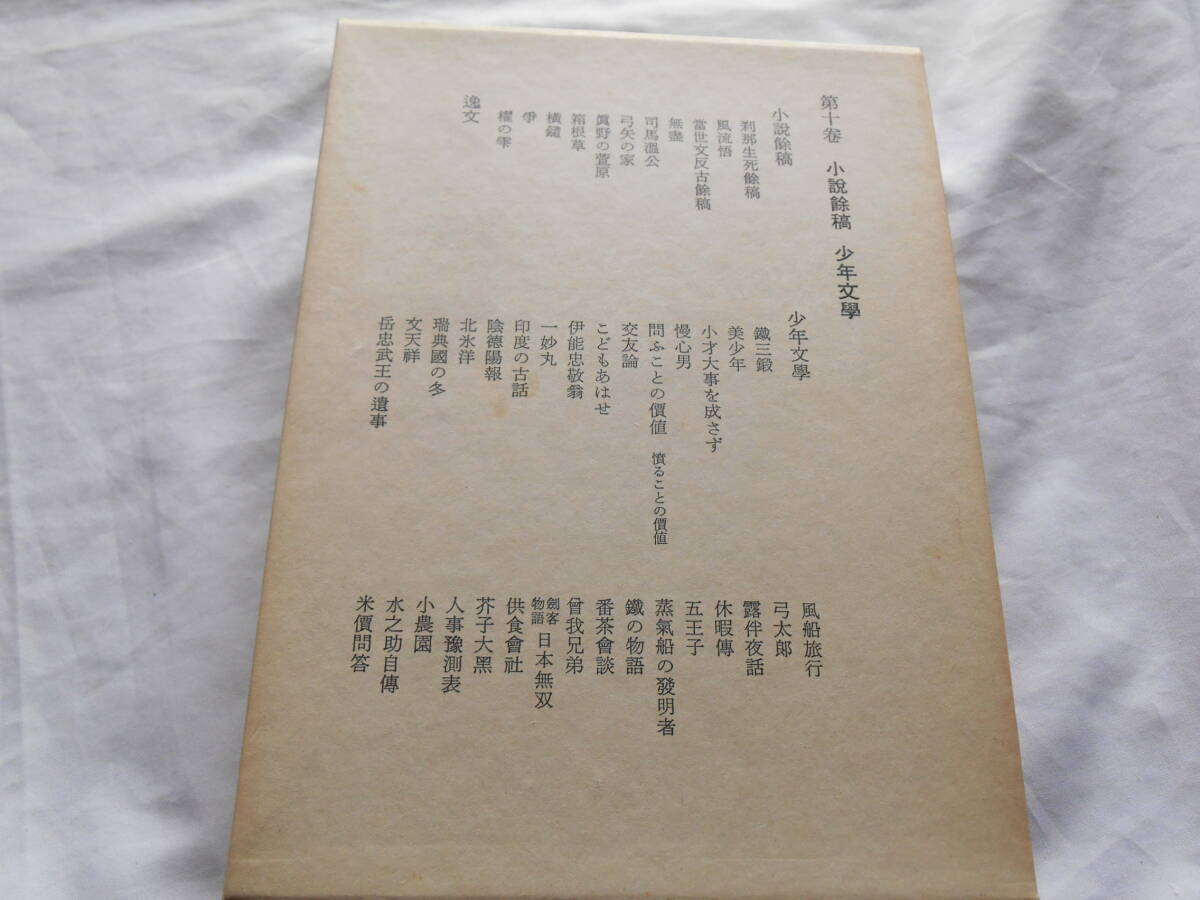 第十卷　小說餘稿　少年文學
小說餘稿
刹那生死餘稿
風流悟
當世文反古餘稿
無盡
司馬溫公
弓矢の家
眞野の萱原
箱根草
橫鑓
爭
櫂の雫
逸文
少年文學
鐵三鍛
美少年
小才大事を成さず
慢心男
問ふことの價値　憤ることの價値
交友論
こどもあはせ
伊能忠敬翁
一妙丸
印度の古話
陰德陽報
北氷洋
瑞典國の冬
文天祥
岳忠武王の遺事
風船旅行
弓太郎
露伴夜話
休暇傳
五王子
蒸氣船の發明者
鐵の物語
番茶會談
曾我兄弟
劍客物語　日本無双
供食會社
芥子大黑
人事豫測表
小農園
水之助自傳
米價問答